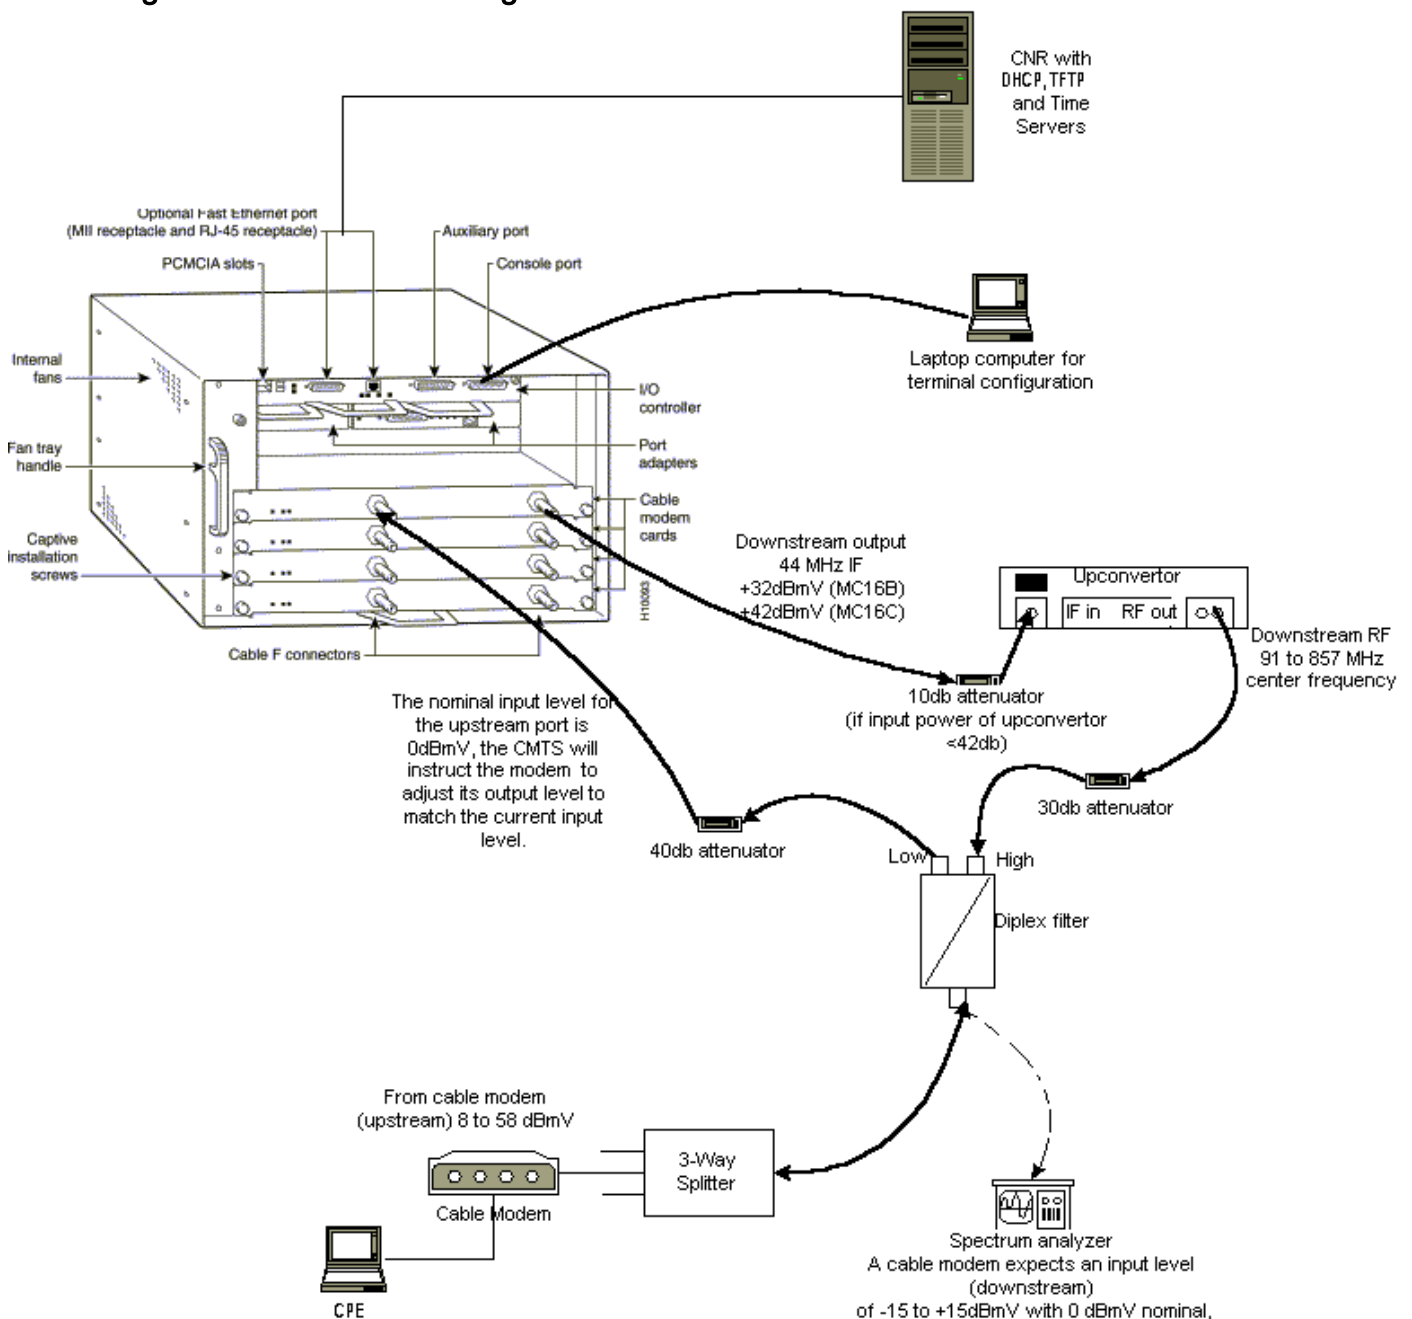 CNR with
DHCP, TFTP
and Time
Servers
Optional Fast Ethernet port
(MII receptacle and RJ-45 receptacle)
Auxiliary port
PCMCIA slots
Console port
Laptop computer for
terminal configuration
Internal
fans
I/O
controller
Fan tray
handle
Port
adapters
Cable
modem
cards
Captive
installation
screws
H10093
Cable F connectors
Downstream output
44 MHz IF
+32dBmV (MC16B)
+42dBmV (MC16C)
Upconvertor
IF in RF out
Downstream RF
91 to 857 MHz
center frequency
10db attenuator
(if input power of upconvertor
<42db)
The nominal input level for
the upstream port is
0dBmV, the CMTS will
instruct the modem to
adjust its output level to
match the current input
level.
30db attenuator
40db attenuator
Low
High
Diplex filter
From cable modem
(upstream) 8 to 58 dBmV
3-Way
Splitter
Cable Modem
CPE
Spectrum analyzer
A cable modem expects an input level
(downstream)
of -15 to +15dBmV with 0 dBmV nominal,